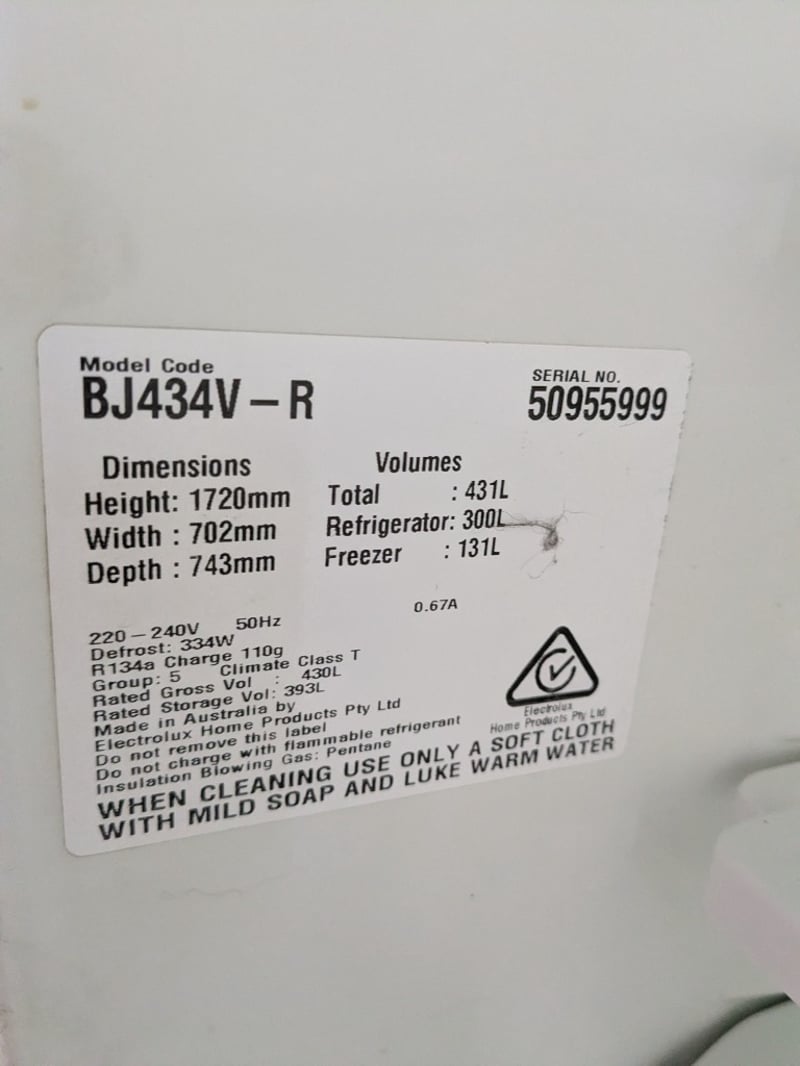 Model Code
BJ434V – R
SERIAL NO.
50955999
Dimensions
Height: 1720mm
Width : 702mm
Depth : 743mm
Volumes
Total : 431L
Refrigerator: 300L
Freezer : 131L
220 – 240V 50Hz 0.67A
Defrost: 334W
R134a Charge 110g
Group: 5 Climate Class T
Rated Gross Vol : 430L
Rated Storage Vol: 393L
Made in Australia by
Electrolux Home Products Pty Ltd
Do not remove this label
Do not charge with flammable refrigerant
Insulation Blowing Gas: Pentane
Electrolux
Home Products Pty Ltd
WHEN CLEANING USE ONLY A SOFT CLOTH
WITH MILD SOAP AND LUKE WARM WATER